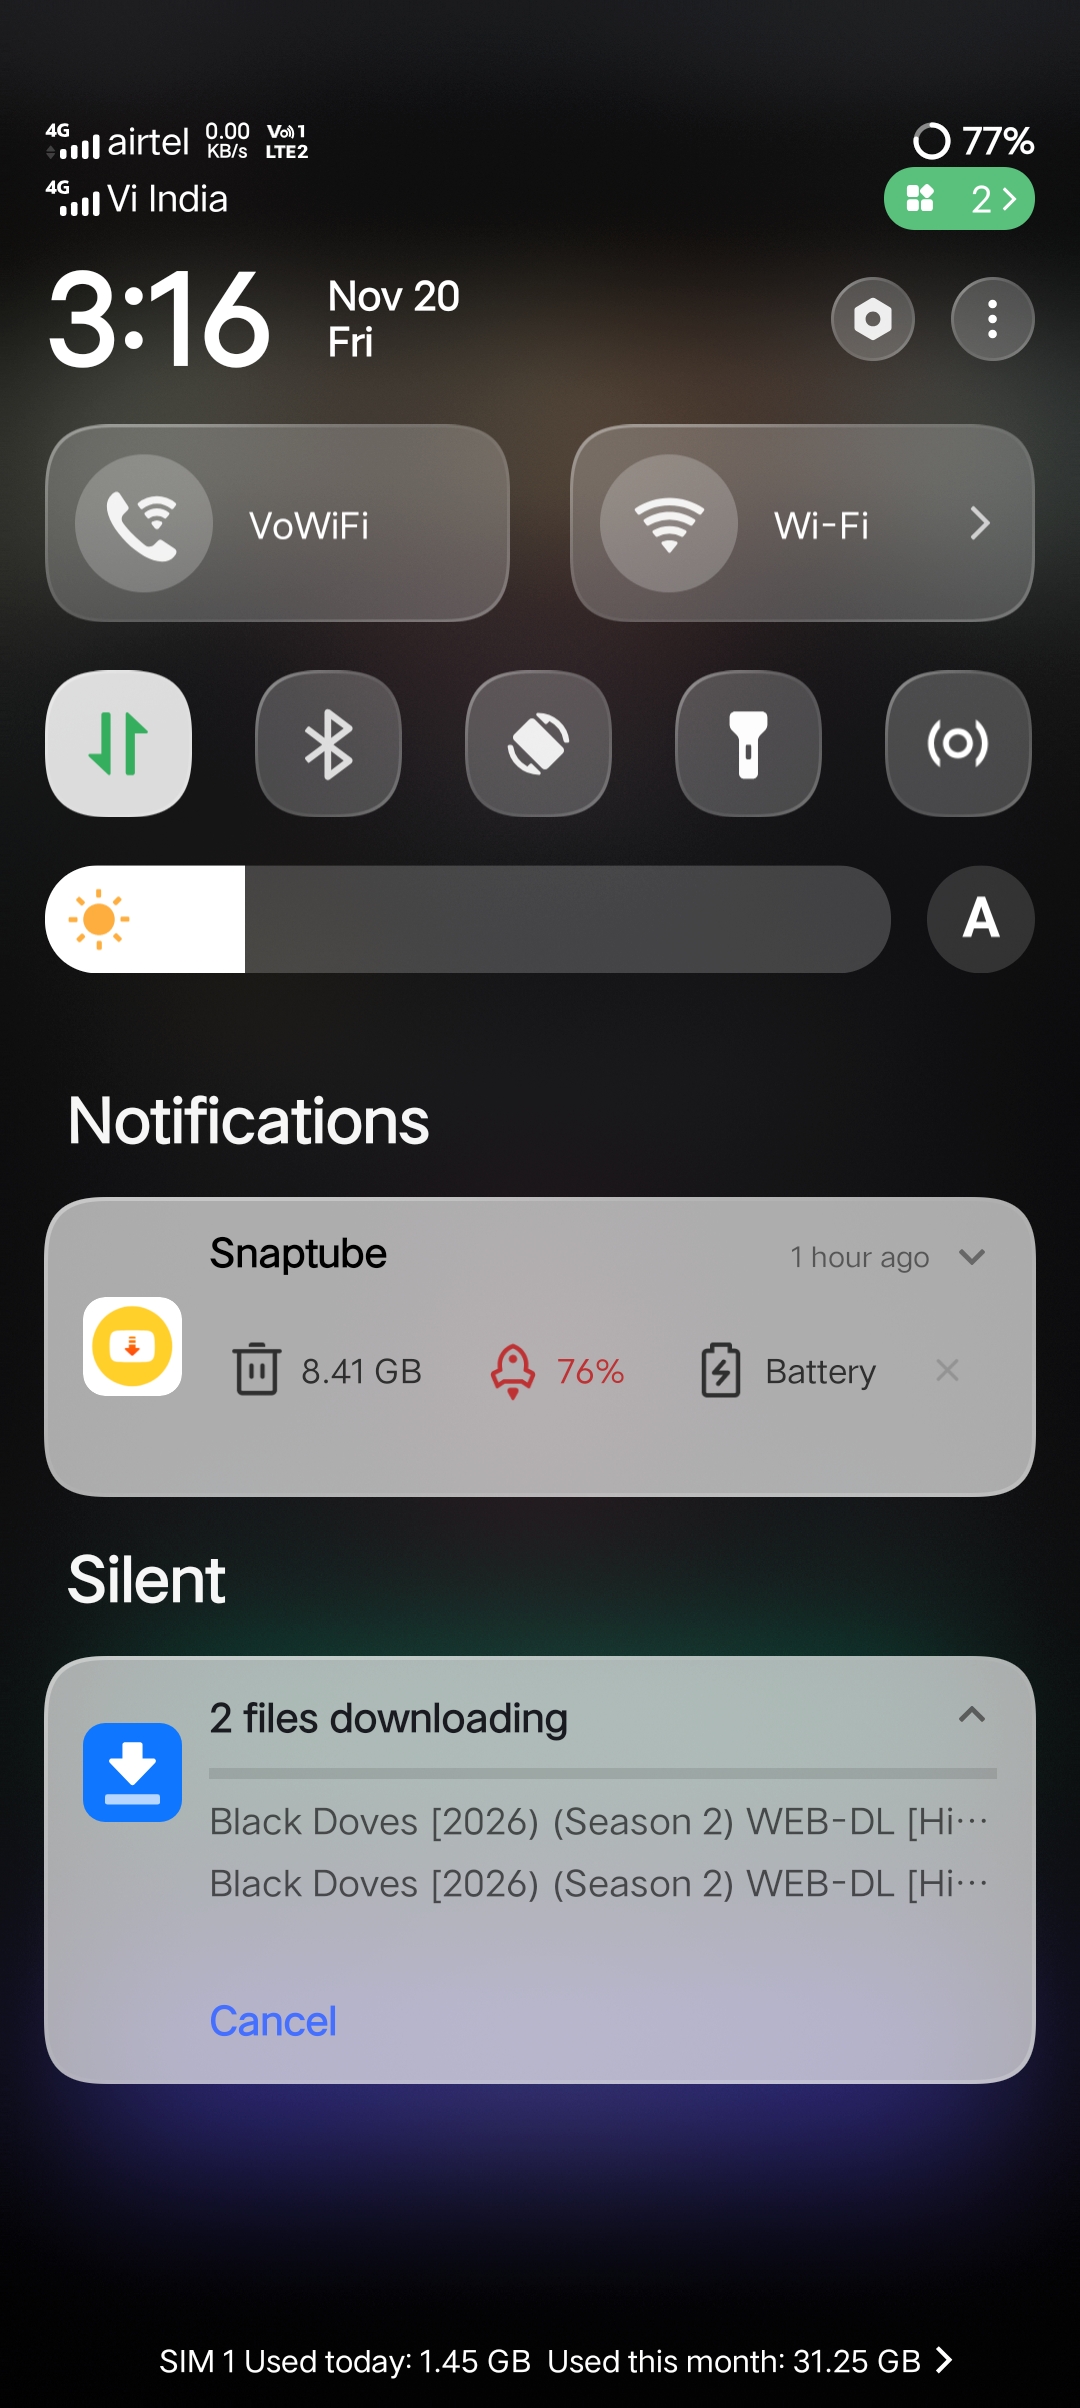 4G airtel 0.00 KB/s Vo 1 LTE2 77%
4G Vi India 2
3:16 Nov 20
Fri
VoWiFi Wi-Fi
A
Notifications
Snaptube 1 hour ago
8.41 GB 76% Battery
Silent
2 files downloading
Black Doves [2026) (Season 2) WEB-DL [Hi···
Black Doves [2026) (Season 2) WEB-DL [Hi···
Cancel
SIM 1 Used today: 1.45 GB Used this month: 31.25 GB